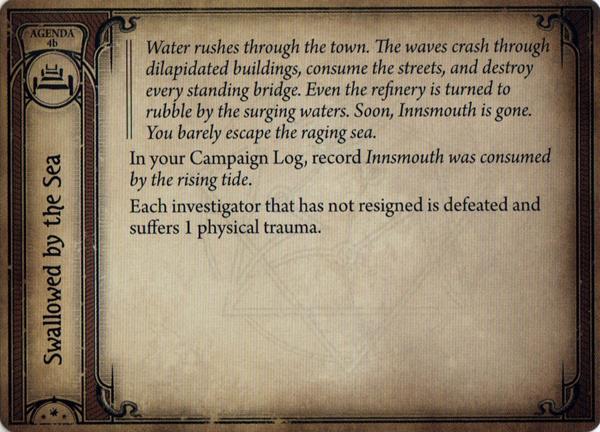 AGENDA
4b
Swallowed by the Sea
Water rushes through the town. The waves crash through
dilapidated buildings, consume the streets, and destroy
every standing bridge. Even the refinery is turned to
rubble by the surging waters. Soon, Innsmouth is gone.
You barely escape the raging sea.
In your Campaign Log, record Innsmouth was consumed
by the rising tide.
Each investigator that has not resigned is defeated and
suffers 1 physical trauma.